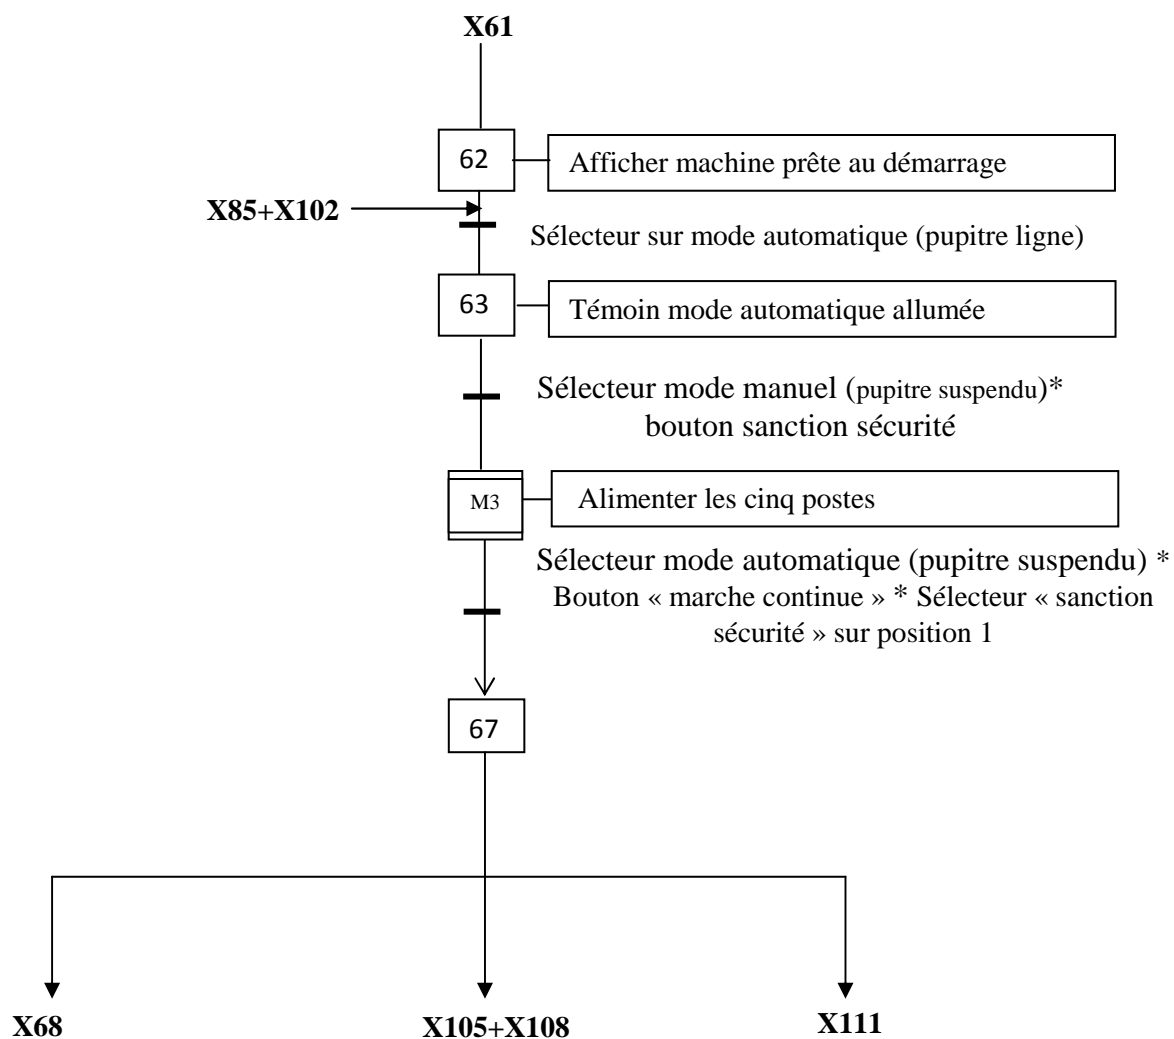 X61
62
Afficher machine prête au démarrage
X85+X102
Sélecteur sur mode automatique (pupitre ligne)
63
Témoin mode automatique allumée
Sélecteur mode manuel (pupitre suspendu)*
bouton sanction sécurité
M3
Alimenter les cinq postes
Sélecteur mode automatique (pupitre suspendu) *
Bouton « marche continue » * Sélecteur « sanction
sécurité » sur position 1
67
X68
X105+X108
X111